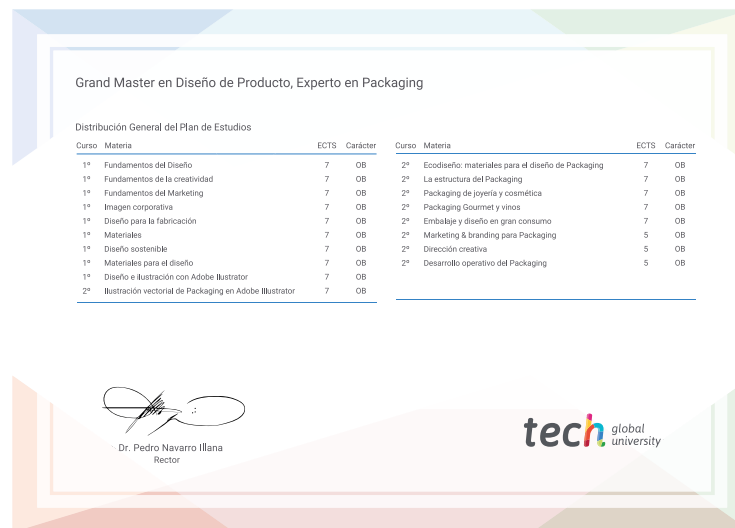 Grand Master en Diseño de Producto, Experto en Packaging
Distribución General del Plan de Estudios
Curso Materia ECTS Carácter
1º Fundamentos del Diseño 7 OB
1º Fundamentos de la creatividad 7 OB
1º Fundamentos del Marketing 7 OB
1º Imagen corporativa 7 OB
1º Diseño para la fabricación 7 OB
1º Materiales 7 OB
1º Diseño sostenible 7 OB
1º Materiales para el diseño 7 OB
1º Diseño e ilustración con Adobe Ilustrator 7 OB
2º Ilustración vectorial de Packaging en Adobe Illustrator 7 OB
Curso Materia ECTS Carácter
2º Ecodiseño: materiales para el diseño de Packaging 7 OB
2º La estructura del Packaging 7 OB
2º Packaging de joyería y cosmética 7 OB
2º Packaging Gourmet y vinos 7 OB
2º Embalaje y diseño en gran consumo 7 OB
2º Marketing & branding para Packaging 5 OB
2º Dirección creativa 5 OB
2º Desarrollo operativo del Packaging 5 OB
Dr. Pedro Navarro Illana
Rector
tech global
university